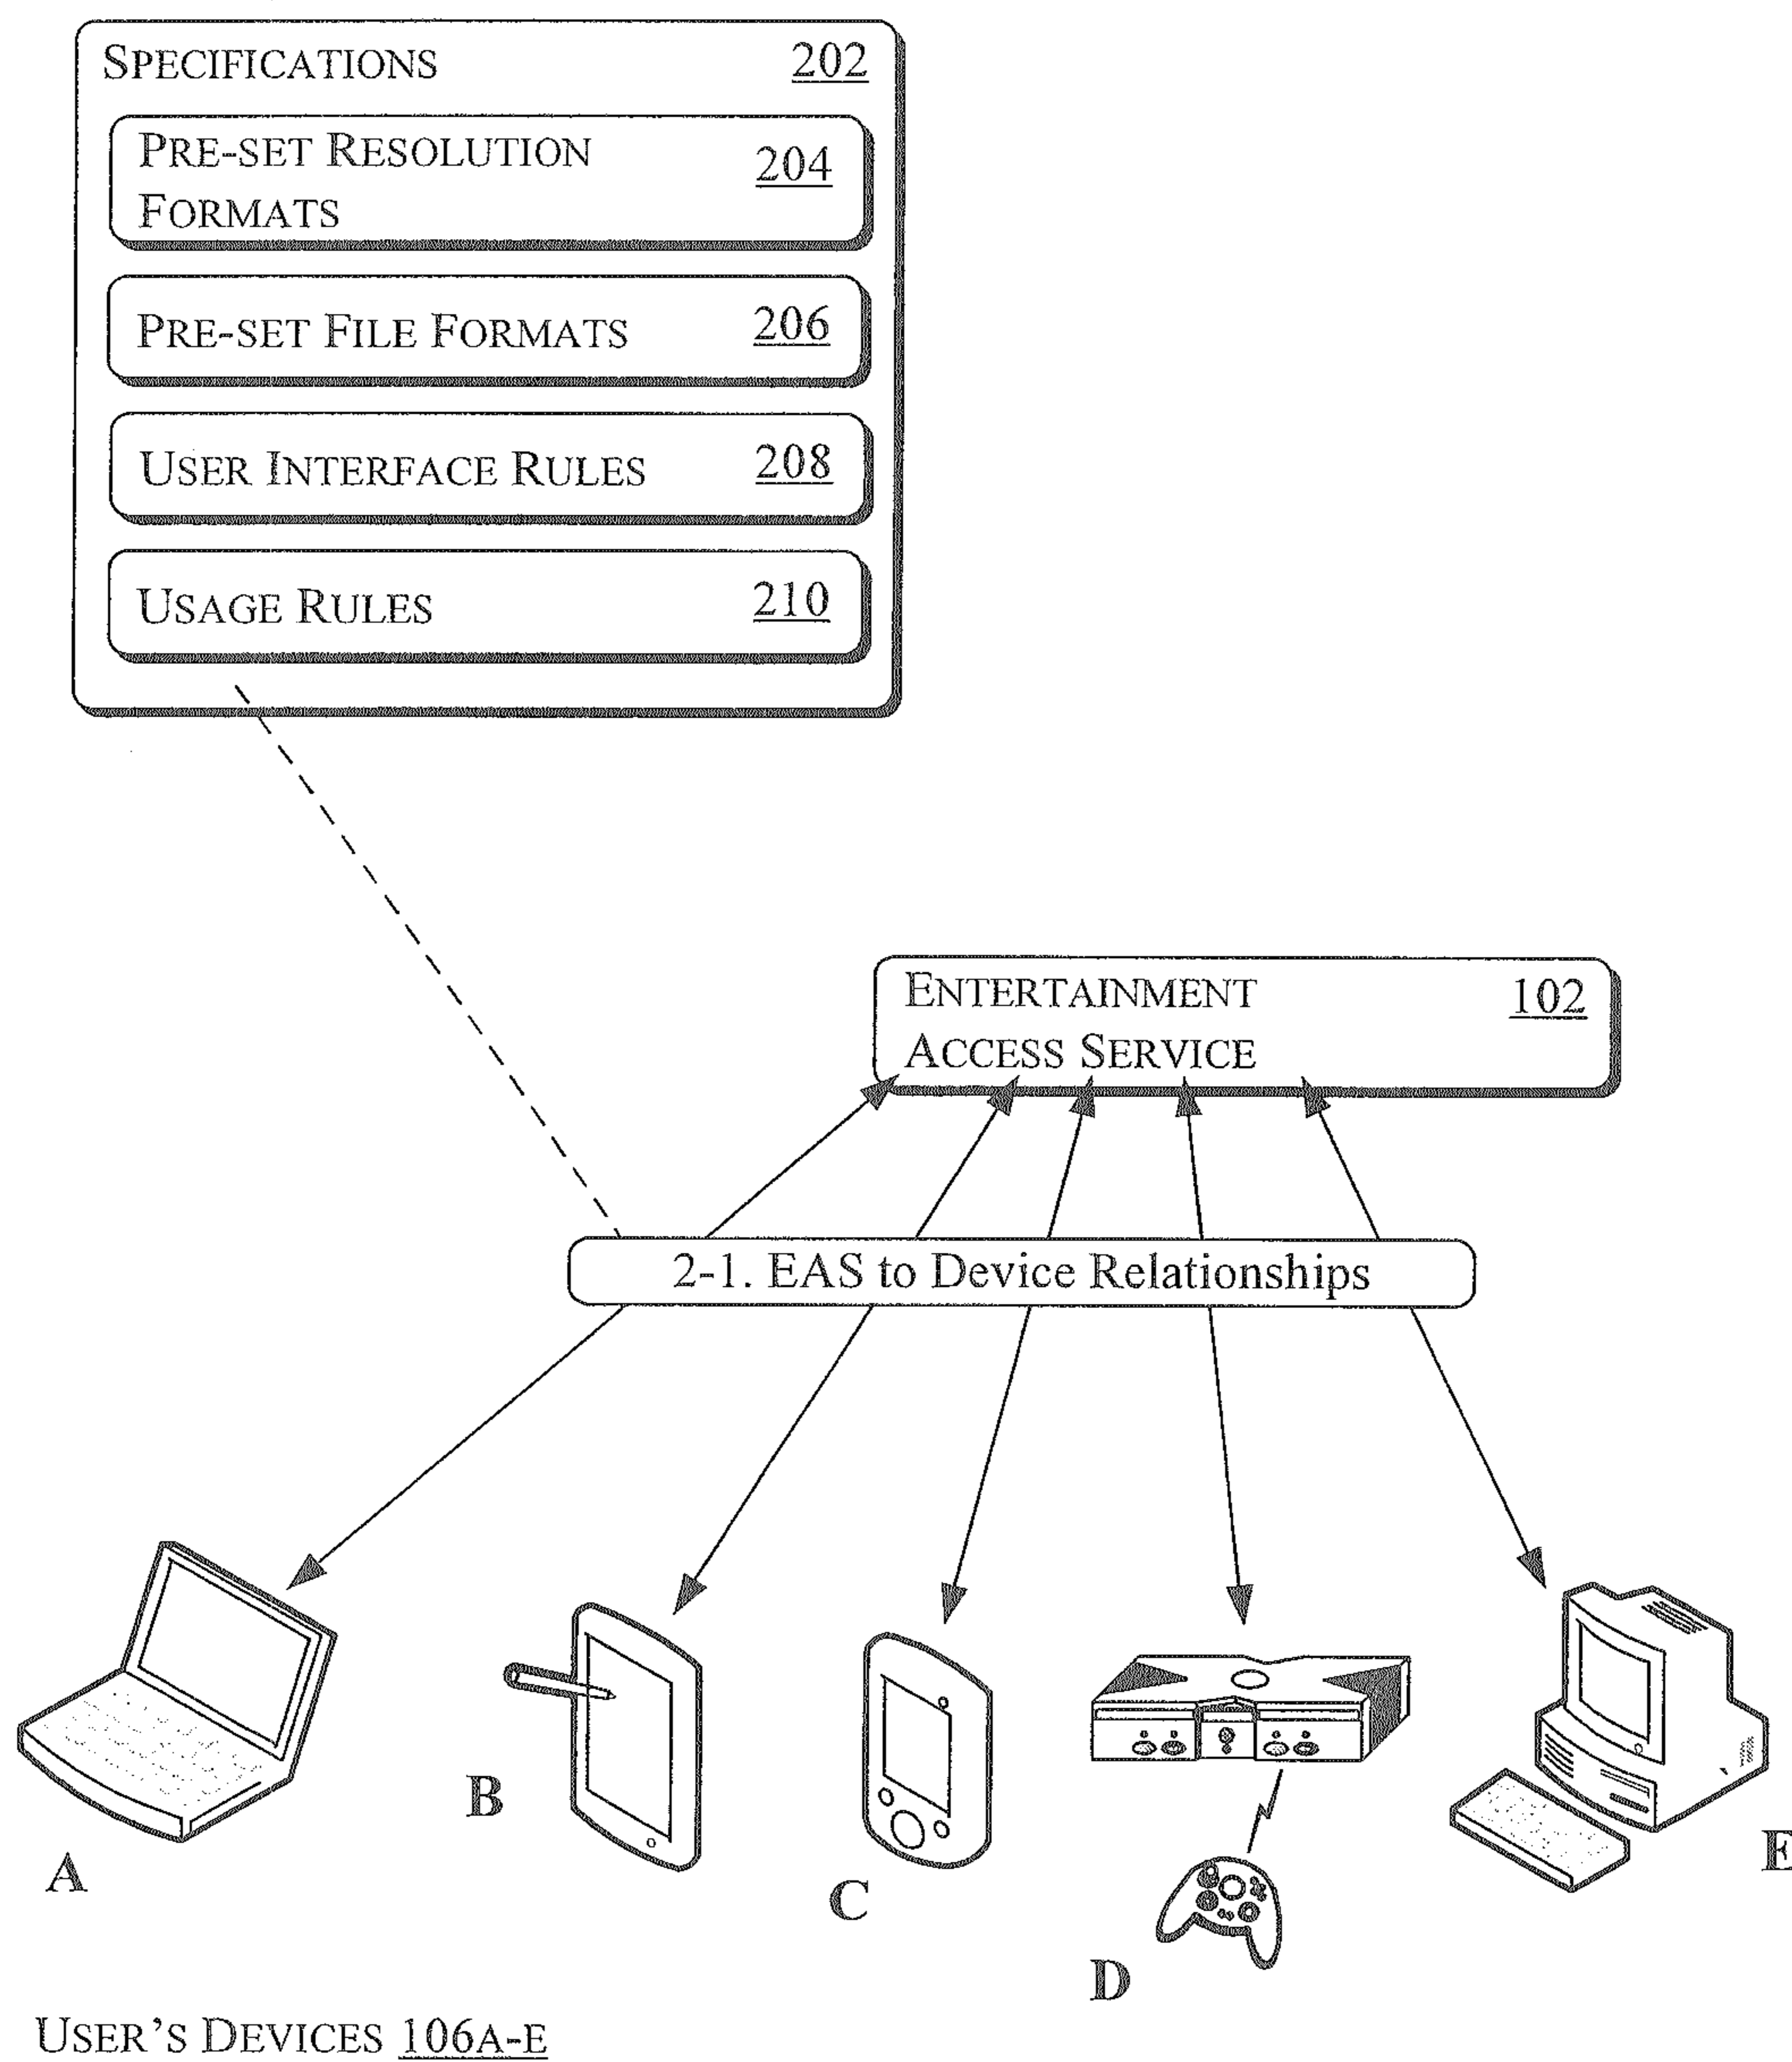 SPECIFICATIONS 202
PRE-SET RESOLUTION FORMATS 204
PRE-SET FILE FORMATS 206
USER INTERFACE RULES 208
USAGE RULES 210
ENTERTAINMENT ACCESS SERVICE 102
2-1. EAS to Device Relationships
A
B
C
D
E
USER'S DEVICES 106A-E